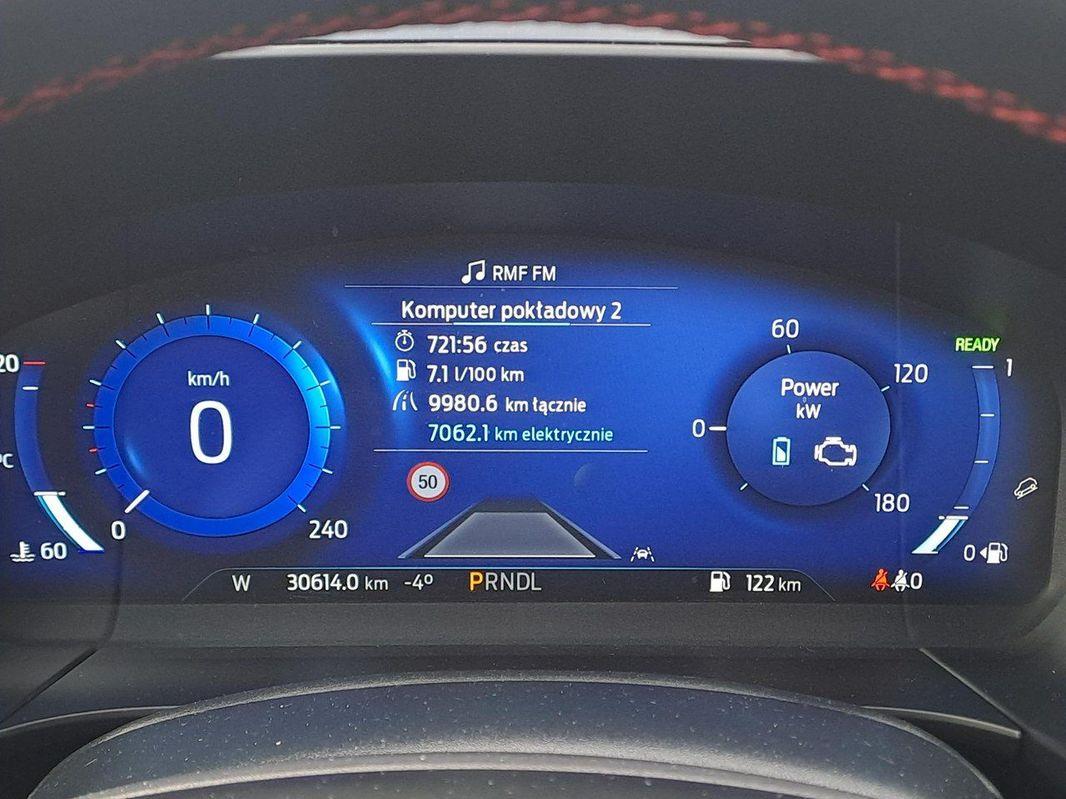 RMF FM
Komputer pokładowy 2
721:56 czas
7.1 l/100 km
9980.6 km łącznie
7062.1 km elektrycznie
50
20
°C
60
km/h
0
0
240
60
0
120
180
Power
kW
READY
1
0
W 30614.0 km -4° PRNDL 122 km 0